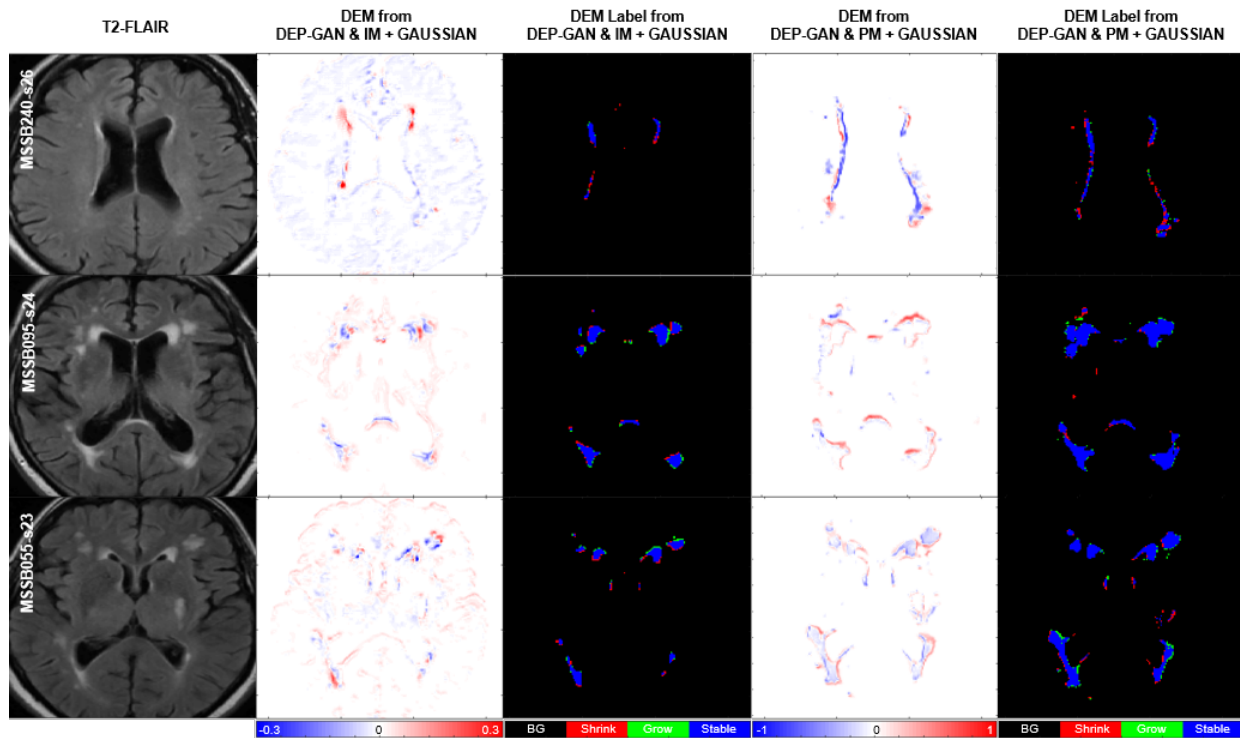 T2-FLAIR
DEM from
DEP-GAN & IM + GAUSSIAN
DEM Label from
DEP-GAN & IM + GAUSSIAN
DEM from
DEP-GAN & PM + GAUSSIAN
DEM Label from
DEP-GAN & PM + GAUSSIAN
MSSB240-s26
MSSB095-s24
MSSB055-s23
-0.3 0 0.3
BG Shrink Grow Stable
-1 0 1
BG Shrink Grow Stable